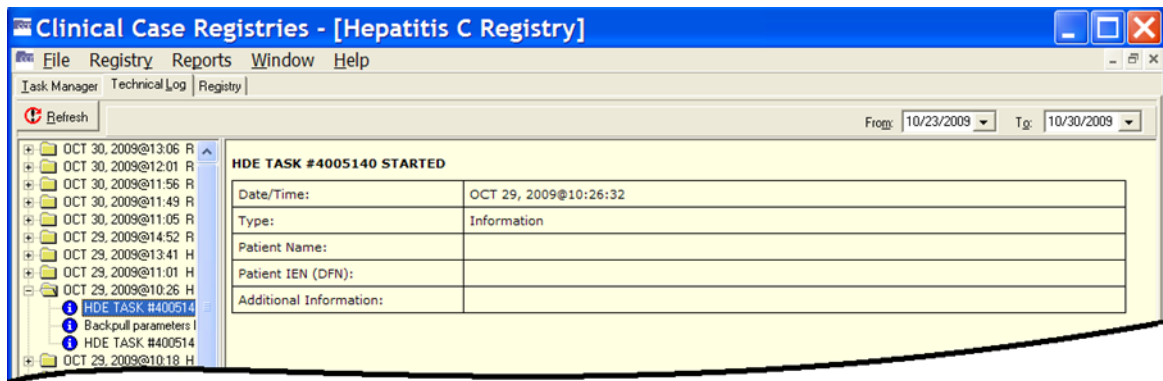 Clinical Case Registries - [Hepatitis C Registry]
File Registry Reports Window Help
Task Manager Technical Log Registry
Refresh From: 10/23/2009 To: 10/30/2009
OCT 30, 2009@13:06 R
OCT 30, 2009@12:01 R
OCT 30, 2009@11:56 R
OCT 30, 2009@11:49 R
OCT 30, 2009@11:05 R
OCT 29, 2009@14:52 R
OCT 29, 2009@13:41 H
OCT 29, 2009@11:01 H
OCT 29, 2009@10:26 H
HDE TASK #400514
Backpull parameters l
HDE TASK #400514
OCT 29, 2009@10:18 H
HDE TASK #4005140 STARTED
Date/Time: OCT 29, 2009@10:26:32
Type: Information
Patient Name:
Patient IEN (DFN):
Additional Information: